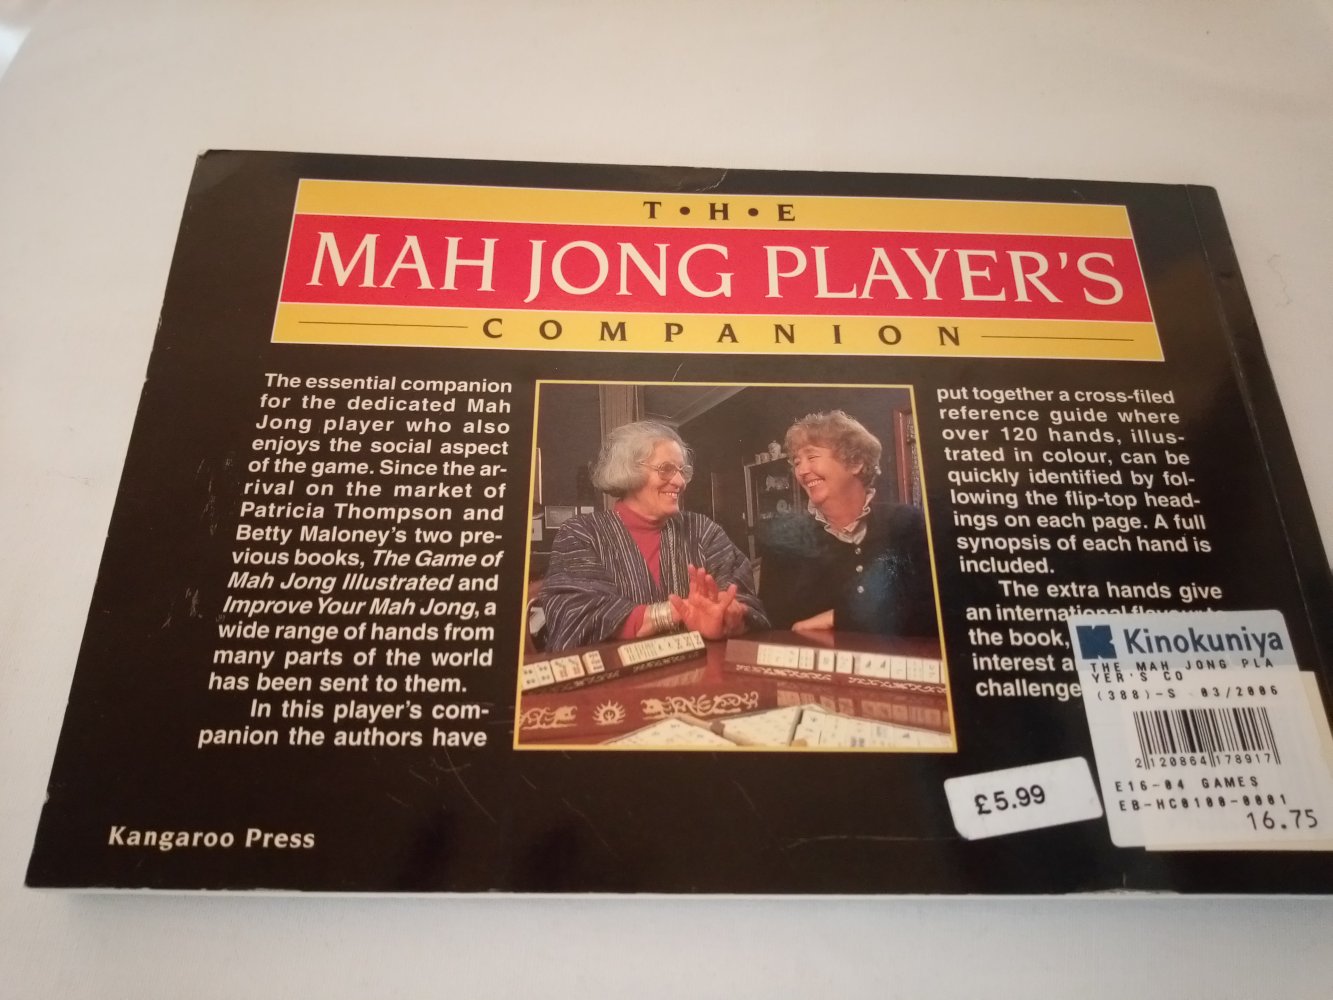 T•H•E
MAH JONG PLAYER'S
COMPANION
The essential companion
for the dedicated Mah
Jong player who also
enjoys the social aspect
of the game. Since the ar-
rival on the market of
Patricia Thompson and
Betty Maloney's two pre-
vious books, The Game of
Mah Jong Illustrated and
Improve Your Mah Jong, a
wide range of hands from
many parts of the world
has been sent to them.
In this player's com-
panion the authors have
put together a cross-filed
reference guide where
over 120 hands, illus-
trated in colour, can be
quickly identified by fol-
lowing the flip-top head-
ings on each page. A full
synopsis of each hand is
included.
The extra hands give
an international flavour to
the book,
interest a
challenge
Kangaroo Press
£5.99
Kinokuniya
THE MAH JONG PLA
YER'S CO
(388)-S 03/2006
2 120864 178917
E16-04 GAMES
EB-HC0100-0001
16.75